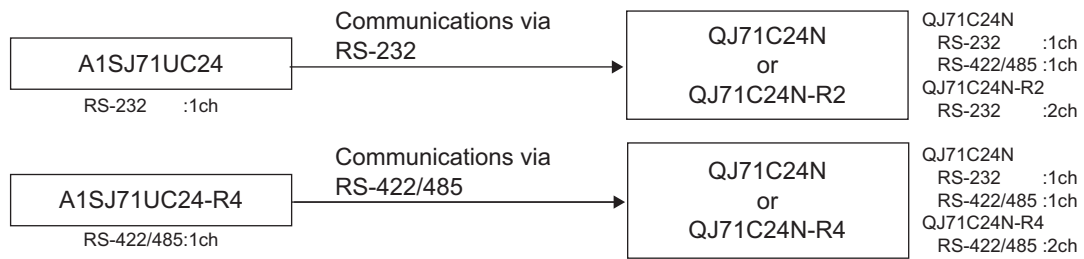 Communications via
RS-232
A1SJ71UC24
RS-232 :1ch
QJ71C24N
or
QJ71C24N-R2
QJ71C24N
RS-232 :1ch
RS-422/485 :1ch
QJ71C24N-R2
RS-232 :2ch
Communications via
RS-422/485
A1SJ71UC24-R4
RS-422/485:1ch
QJ71C24N
or
QJ71C24N-R4
QJ71C24N
RS-232 :1ch
RS-422/485 :1ch
QJ71C24N-R4
RS-422/485 :2ch